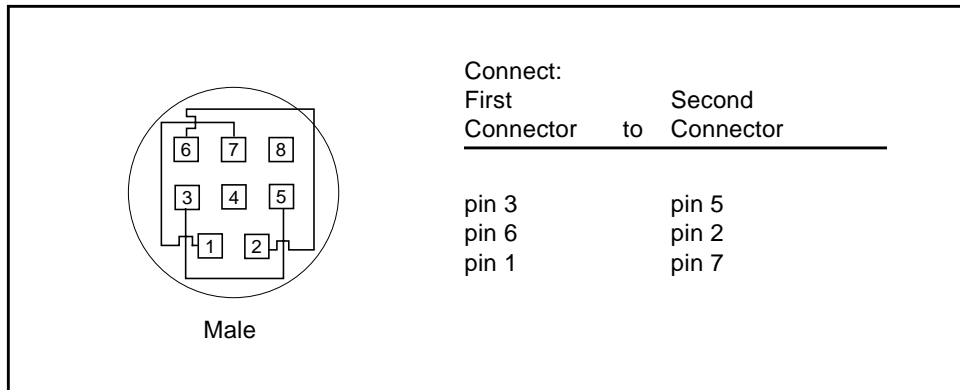 Connect:
First Second
Connector to Connector
6 7 8
3 4 5
1 2
pin 3 pin 5
pin 6 pin 2
pin 1 pin 7
Male